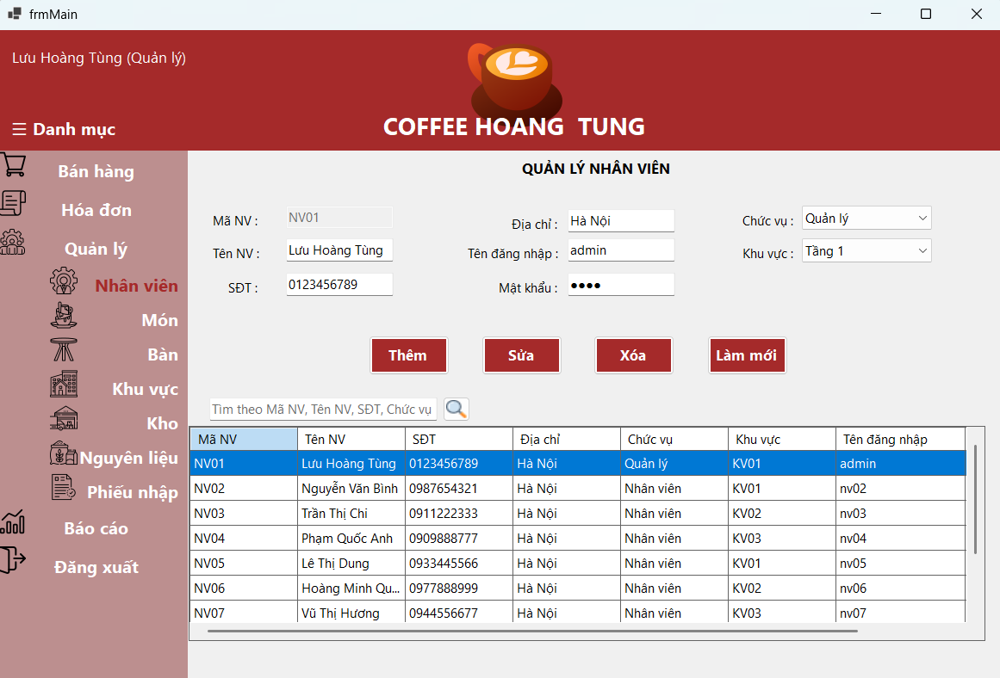 frmMain
Lưu Hoàng Tùng (Quản lý)
☰ Danh mục
COFFEE HOANG TUNG
Bán hàng
Hóa đơn
Quản lý
Nhân viên
Món
Bàn
Khu vực
Kho
Nguyên liệu
Phiếu nhập
Báo cáo
Đăng xuất
QUẢN LÝ NHÂN VIÊN
Mã NV : NV01 Địa chỉ : Hà Nội Chức vụ : Quản lý
Tên NV : Lưu Hoàng Tùng Tên đăng nhập : admin Khu vực : Tầng 1
SĐT : 0123456789 Mật khẩu : ●●●●
Thêm Sửa Xóa Làm mới
Tìm theo Mã NV, Tên NV, SĐT, Chức vụ
Mã NV Tên NV SĐT Địa chỉ Chức vụ Khu vực Tên đăng nhập
NV01 Lưu Hoàng Tùng 0123456789 Hà Nội Quản lý KV01 admin
NV02 Nguyễn Văn Bình 0987654321 Hà Nội Nhân viên KV01 nv02
NV03 Trần Thị Chi 0911222333 Hà Nội Nhân viên KV02 nv03
NV04 Phạm Quốc Anh 0909888777 Hà Nội Nhân viên KV03 nv04
NV05 Lê Thị Dung 0933445566 Hà Nội Nhân viên KV01 nv05
NV06 Hoàng Minh Qu... 0977888999 Hà Nội Nhân viên KV02 nv06
NV07 Vũ Thị Hương 0944556677 Hà Nội Nhân viên KV03 nv07